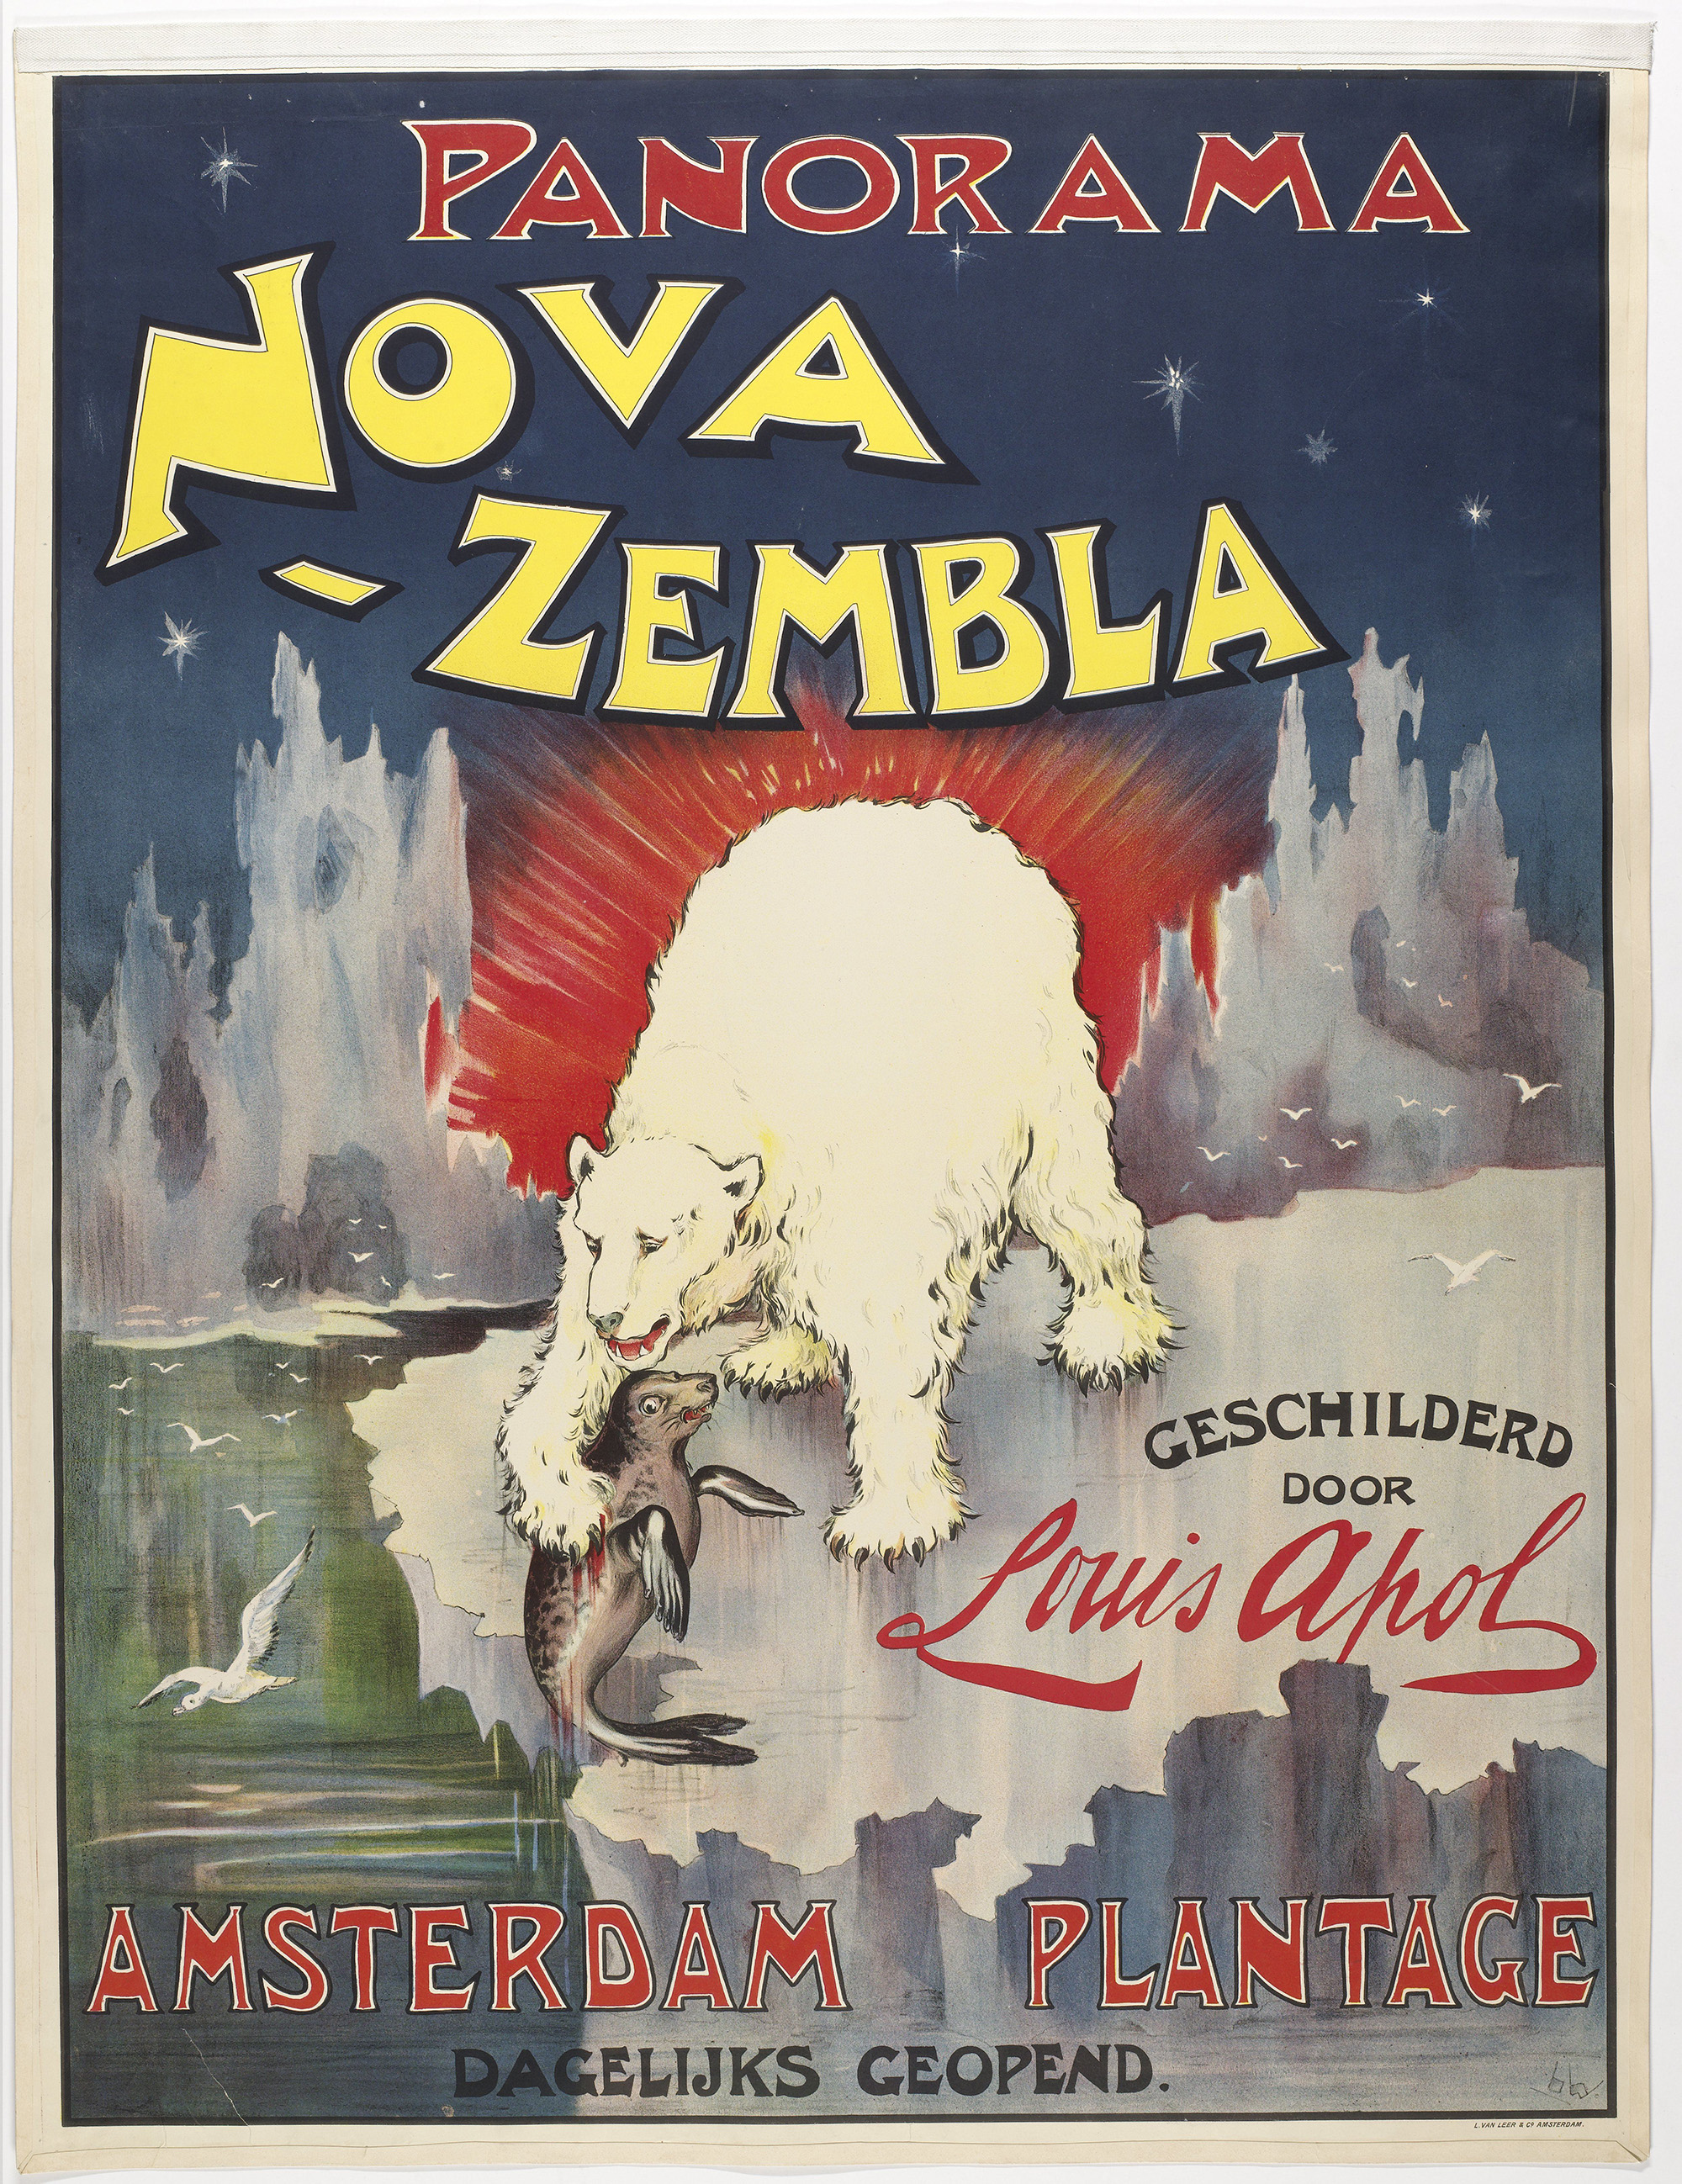 PANORAMA
NOVA
-ZEMBLA
GESCHILDERD
DOOR
Louis Apol
AMSTERDAM PLANTAGE
DAGELIJKS GEOPEND.
L. VAN LEER & Co AMSTERDAM.